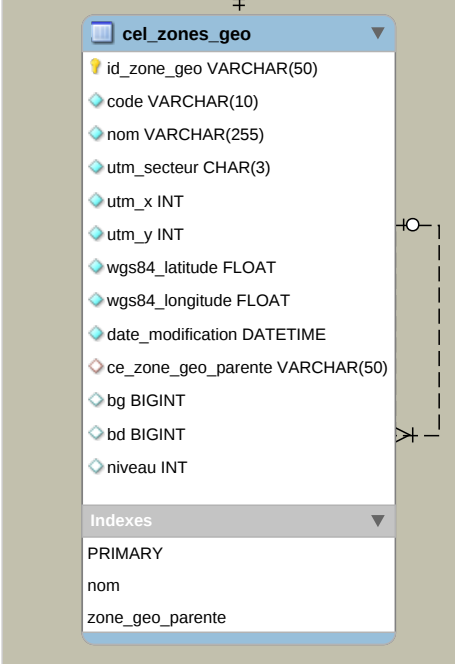 cel_zones_geo
id_zone_geo VARCHAR(50)
code VARCHAR(10)
nom VARCHAR(255)
utm_secteur CHAR(3)
utm_x INT
utm_y INT
wgs84_latitude FLOAT
wgs84_longitude FLOAT
date_modification DATETIME
ce_zone_geo_parente VARCHAR(50)
bg BIGINT
bd BIGINT
niveau INT
Indexes
PRIMARY
nom
zone_geo_parente